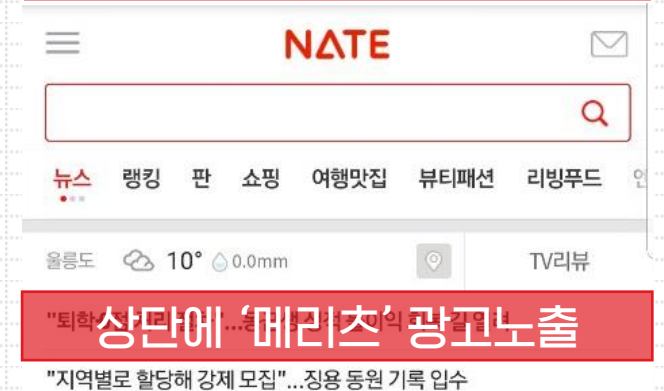 NATE
뉴스 랭킹 판 쇼핑 여행맛집 뷰티패션 리빙푸드
울릉도 10° 0.0mm TV리뷰
상단에 ‘메리츠’ 광고노출
"지역별로 할당해 강제 모집"...징용 동원 기록 입수